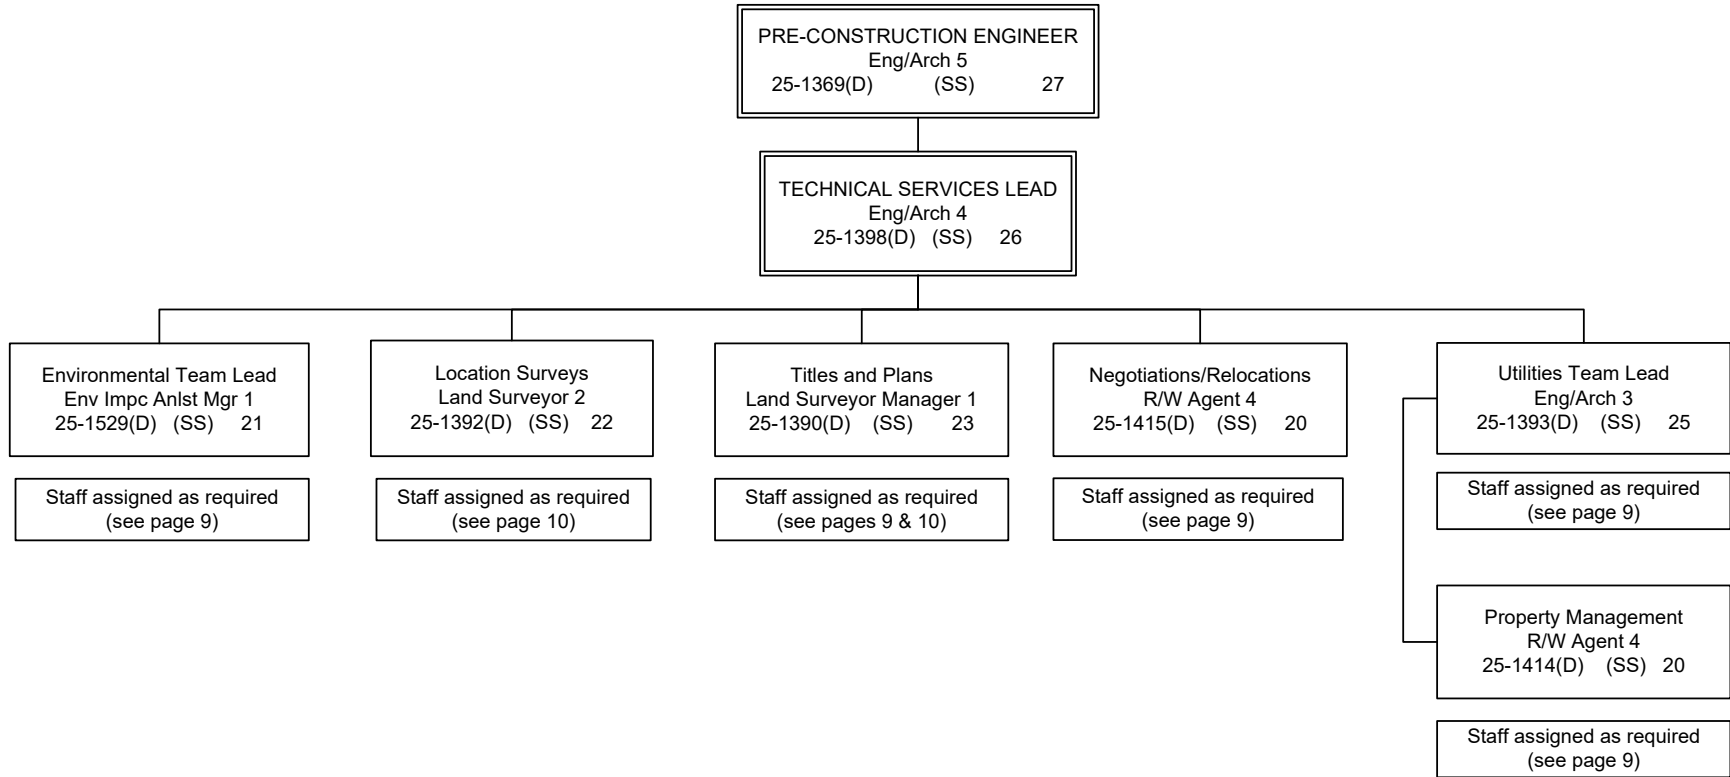 PRE-CONSTRUCTION ENGINEER
Eng/Arch 5
25-1369(D) (SS) 27
TECHNICAL SERVICES LEAD
Eng/Arch 4
25-1398(D) (SS) 26
Environmental Team Lead
Env Impc Anlst Mgr 1
25-1529(D) (SS) 21
Staff assigned as required
(see page 9)
Location Surveys
Land Surveyor 2
25-1392(D) (SS) 22
Staff assigned as required
(see page 10)
Titles and Plans
Land Surveyor Manager 1
25-1390(D) (SS) 23
Staff assigned as required
(see pages 9 & 10)
Negotiations/Relocations
R/W Agent 4
25-1415(D) (SS) 20
Staff assigned as required
(see page 9)
Utilities Team Lead
Eng/Arch 3
25-1393(D) (SS) 25
Staff assigned as required
(see page 9)
Property Management
R/W Agent 4
25-1414(D) (SS) 20
Staff assigned as required
(see page 9)